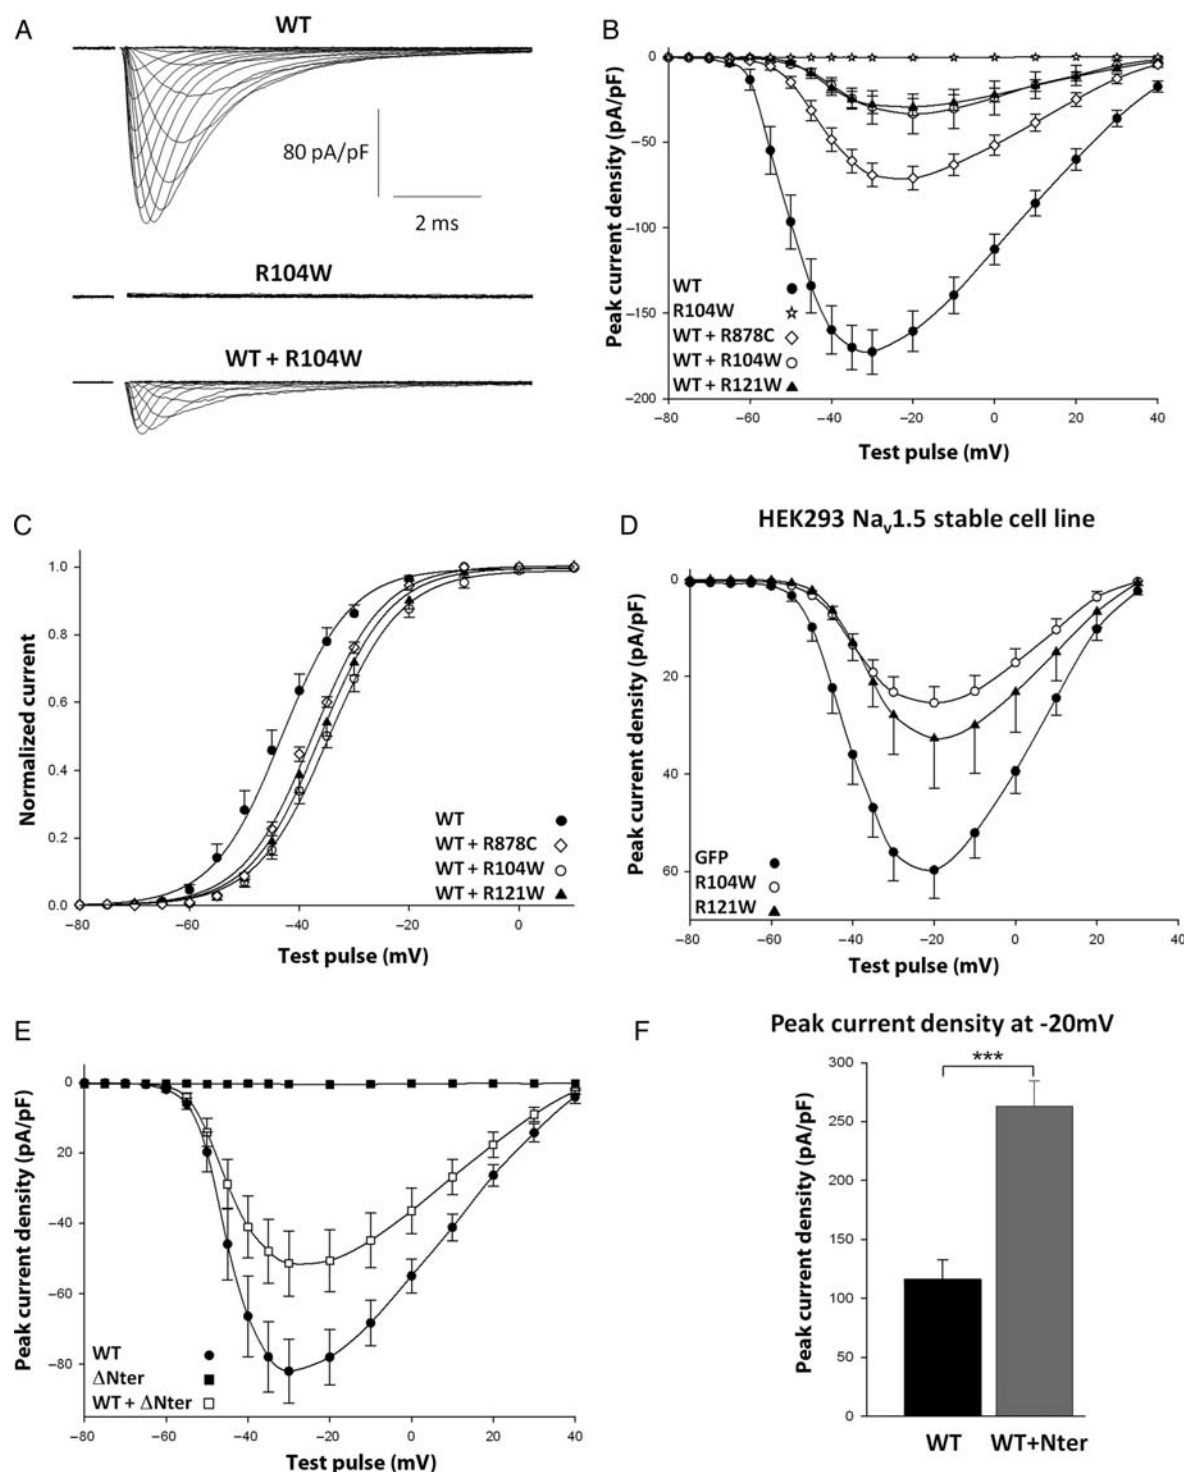 A
WT
80 pA/pF
2 ms
R104W
WT + R104W
B
Peak current density (pA/pF)
0
−50
−100
−150
−200
WT
R104W
WT + R878C
WT + R104W
WT + R121W
−80 −60 −40 −20 0 20 40
Test pulse (mV)
C
Normalized current
1.0
0.8
0.6
0.4
0.2
0.0
WT
WT + R878C
WT + R104W
WT + R121W
−80 −60 −40 −20 0
Test pulse (mV)
D
HEK293 Nav1.5 stable cell line
Peak current density (pA/pF)
0
20
40
60
GFP
R104W
R121W
−80 −60 −40 −20 0 20 40
Test pulse (mV)
E
Peak current density (pA/pF)
0
20
−40
−60
−80
WT
ΔNter
WT + ΔNter
−80 −60 −40 −20 0 20 40
Test pulse (mV)
F
Peak current density at -20mV
Peak current density (pA/pF)
300
250
200
150
100
50
0
***
WT WT+Nter